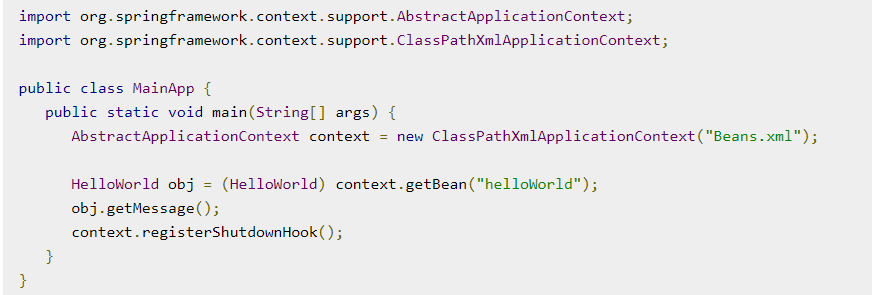 import org.springframework.context.support.AbstractApplicationContext;
import org.springframework.context.support.ClassPathXmlApplicationContext;

public class MainApp {
   public static void main(String[] args) {
      AbstractApplicationContext context = new ClassPathXmlApplicationContext("Beans.xml");

      HelloWorld obj = (HelloWorld) context.getBean("helloWorld");
      obj.getMessage();
      context.registerShutdownHook();
   }
}